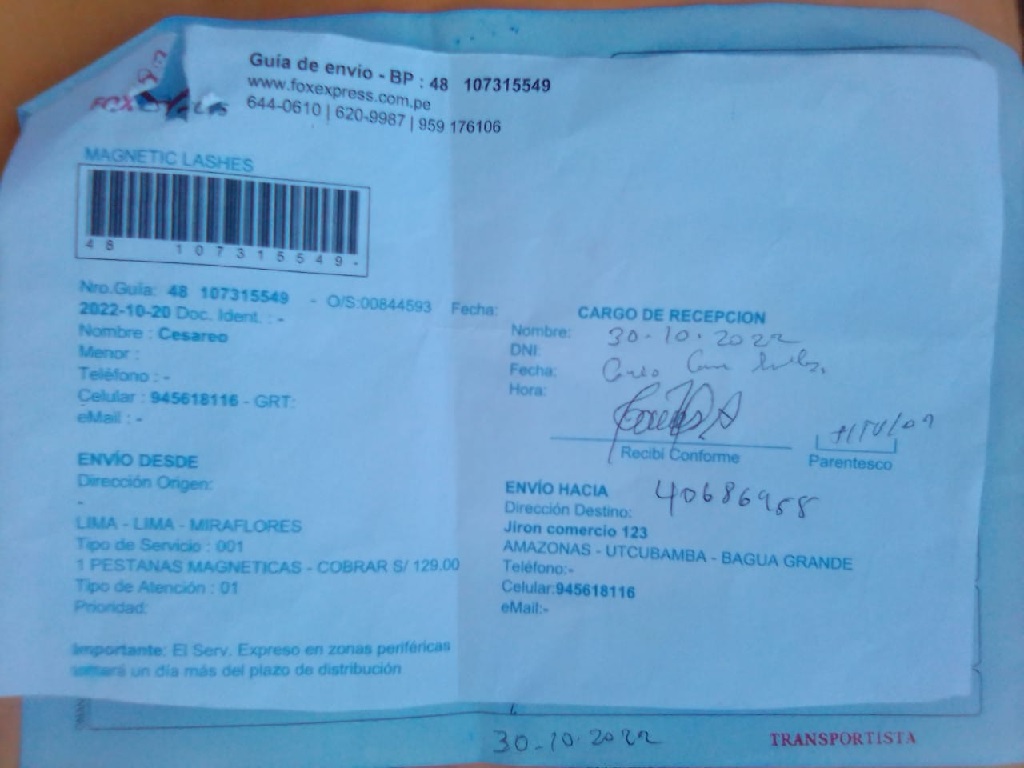 FOX
Guía de envío - BP : 48 107315549
www.foxexpress.com.pe
644-0610 | 620-9987 | 959 176106
MAGNETIC LASHES
48 107315549-
Nro.Guía: 48 107315549 - O/S:00844593 Fecha:
2022-10-20 Doc. Ident. : -
Nombre : Cesareo
Menor :
Teléfono : -
Celular : 945618116 - GRT:
eMail : -
ENVÍO DESDE
Dirección Origen:
-
LIMA - LIMA - MIRAFLORES
Tipo de Servicio : 001
1 PESTANAS MAGNETICAS - COBRAR S/ 129.00
Tipo de Atención : 01
Prioridad:
Importante: El Serv. Expreso en zonas periféricas
un día más del plazo de distribución
CARGO DE RECEPCION
Nombre: 30-10-2022
DNI:
Fecha:
Hora:
Recibí Conforme
Parentesco
ENVÍO HACIA 40686958
Dirección Destino:
Jiron comercio 123
AMAZONAS - UTCUBAMBA - BAGUA GRANDE
Teléfono:-
Celular:945618116
eMail:-
30-10-2022
TRANSPORTISTA